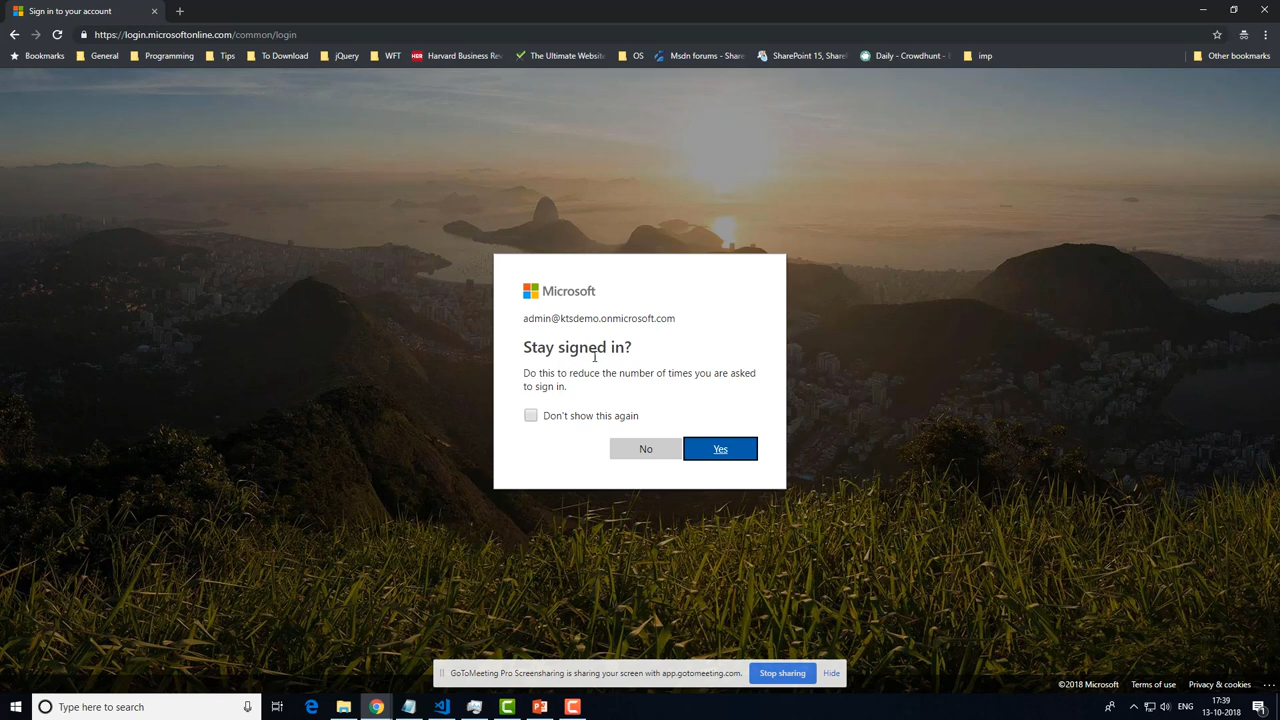 Sign in to your account
https://login.microsoftonline.com/common/login
Bookmarks General Programming Tips To Download jQuery WFT HBR Harvard Business Rev The Ultimate Website OS Msdn forums - Share SharePoint 15, Share Daily - Crowdhunt - imp Other bookmarks
Microsoft
admin@ktsdemo.onmicrosoft.com
Stay signed in?
Do this to reduce the number of times you are asked
to sign in.
Don't show this again
No Yes
GoToMeeting Pro Screensharing is sharing your screen with app.gotomeeting.com. Stop sharing Hide
©2018 Microsoft Terms of use Privacy & cookies ...
Type here to search
ENG
17:39
13-10-2018